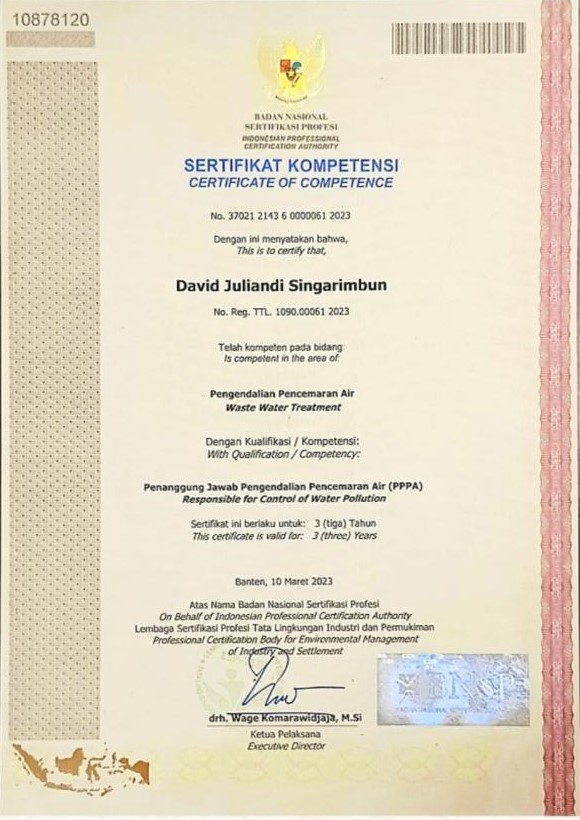 10878120
BADAN NASIONAL
SERTIFIKASI PROFESI
INDONESIAN PROFESSIONAL
CERTIFICATION AUTHORITY
SERTIFIKAT KOMPETENSI
CERTIFICATE OF COMPETENCE
No. 37021 2143 6 0000061 2023
Dengan ini menyatakan bahwa,
This is to certify that,
David Juliandi Singarimbun
No. Reg. TTL. 1090.00061 2023
Telah kompeten pada bidang:
Is competent in the area of:
Pengendalian Pencemaran Air
Waste Water Treatment
Dengan Kualifikasi / Kompetensi:
With Qualification / Competency:
Penanggung Jawab Pengendalian Pencemaran Air (PPPA)
Responsible for Control of Water Pollution
Sertifikat ini berlaku untuk: 3 (tiga) Tahun
This certificate is valid for: 3 (three) Years
Banten, 10 Maret 2023
Atas Nama Badan Nasional Sertifikasi Profesi
On Behalf of Indonesian Professional Certification Authority
Lembaga Sertifikasi Profesi Tata Lingkungan Industri dan Permukiman
Professional Certification Body for Environmental Management
of Industry and Settlement
BNSP
drh. Wage Komarawidjaja, M.Si
Ketua Pelaksana
Executive Director